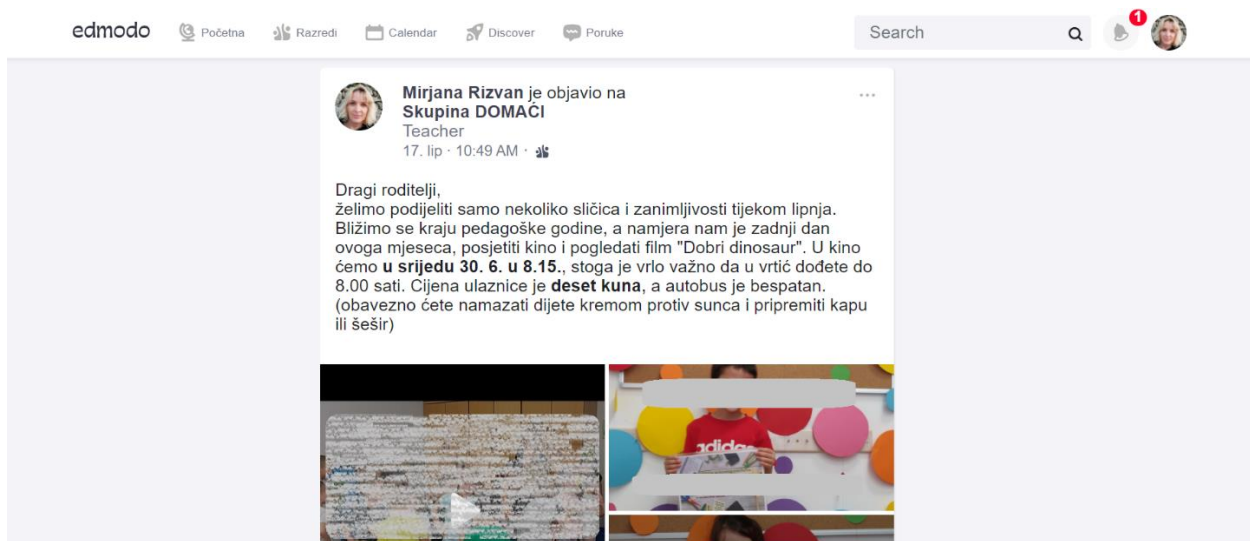 edmodo Početna Razredi Calendar Discover Poruke Search 1
Mirjana Rizvan je objavio na
Skupina DOMAĆI
Teacher
17. lip · 10:49 AM ·
Dragi roditelji,
želimo podijeliti samo nekoliko sličica i zanimljivosti tijekom lipnja.
Bližimo se kraju pedagoške godine, a namjera nam je zadnji dan
ovoga mjeseca, posjetiti kino i pogledati film "Dobri dinosaur". U kino
ćemo u srijedu 30. 6. u 8.15., stoga je vrlo važno da u vrtić dođete do
8.00 sati. Cijena ulaznice je deset kuna, a autobus je bespatan.
(obavezno ćete namazati dijete kremom protiv sunca i pripremiti kapu
ili šešir)
adidas